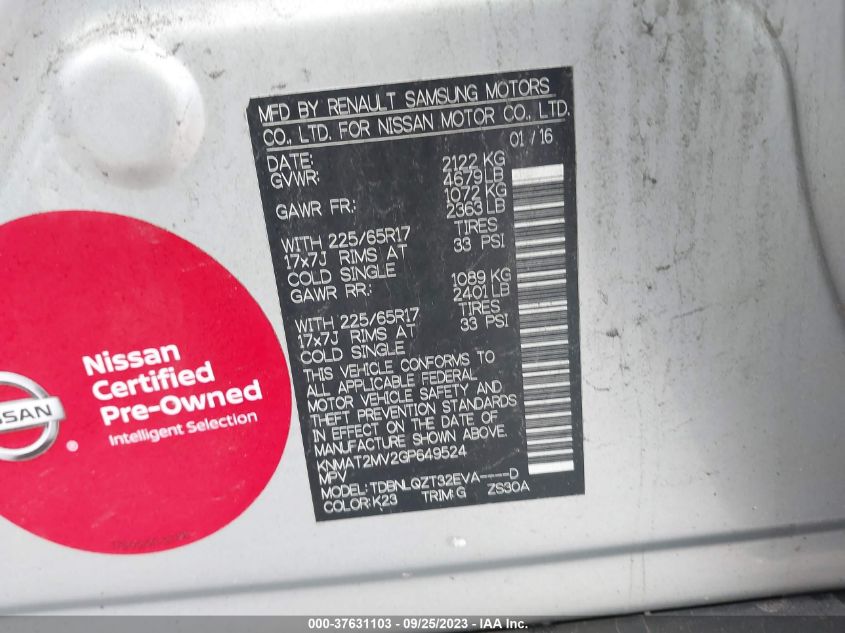 MFD BY RENAULT SAMSUNG MOTORS
CO., LTD. FOR NISSAN MOTOR CO., LTD.
DATE: 01 / 16
GVWR: 2122 KG
4679 LB
GAWR FR: 1072 KG
2363 LB
WITH 225/65R17 TIRES
17x7J RIMS AT 33 PSI
COLD SINGLE
GAWR RR: 1089 KG
2401 LB
WITH 225/65R17 TIRES
17x7J RIMS AT 33 PSI
COLD SINGLE
THIS VEHICLE CONFORMS TO
ALL APPLICABLE FEDERAL
MOTOR VEHICLE SAFETY AND
THEFT PREVENTION STANDARDS
IN EFFECT ON THE DATE OF
MANUFACTURE SHOWN ABOVE.
KNMAT2MV2GP649524
MPV
MODEL: TDBNLQZT32EVA----D
COLOR: K23 TRIM: G ZS30A
Nissan
Certified
Pre-Owned
Intelligent Selection
®
000-37631103 - 09/25/2023 - IAA Inc.